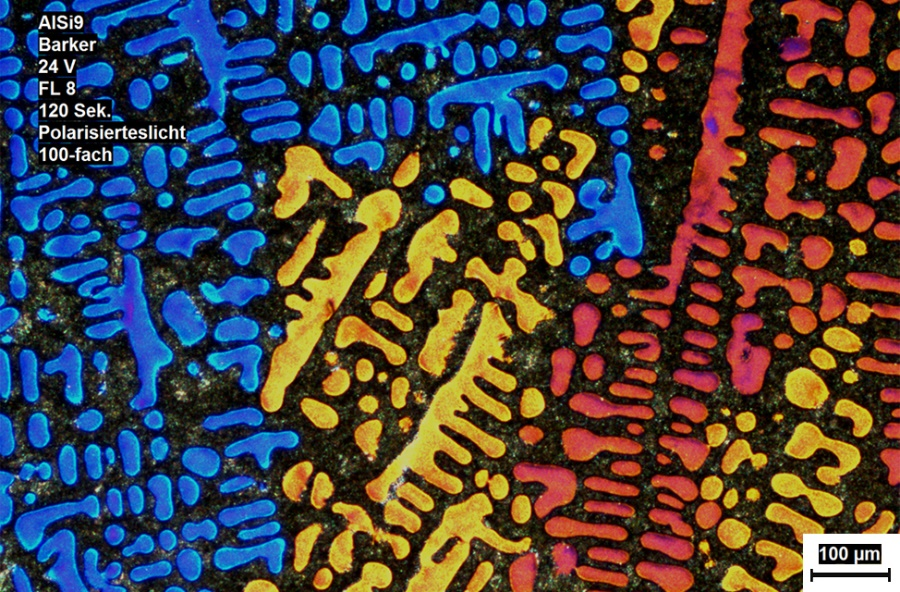 AlSi9
Barker
24 V
FL 8
120 Sek.
Polarisierteslicht
100-fach
100 µm